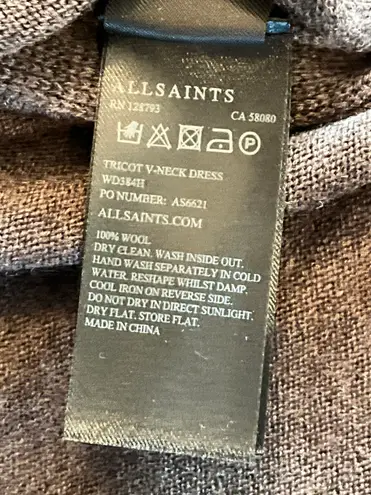 ALLSAINTS
RN 128793 CA 58080
P
TRICOT V-NECK DRESS
WD384H
PO NUMBER: AS6621
ALLSAINTS.COM
100% WOOL
DRY CLEAN. WASH INSIDE OUT.
HAND WASH SEPARATELY IN COLD
WATER. RESHAPE WHILST DAMP.
COOL IRON ON REVERSE SIDE.
DO NOT DRY IN DIRECT SUNLIGHT.
DRY FLAT. STORE FLAT.
MADE IN CHINA